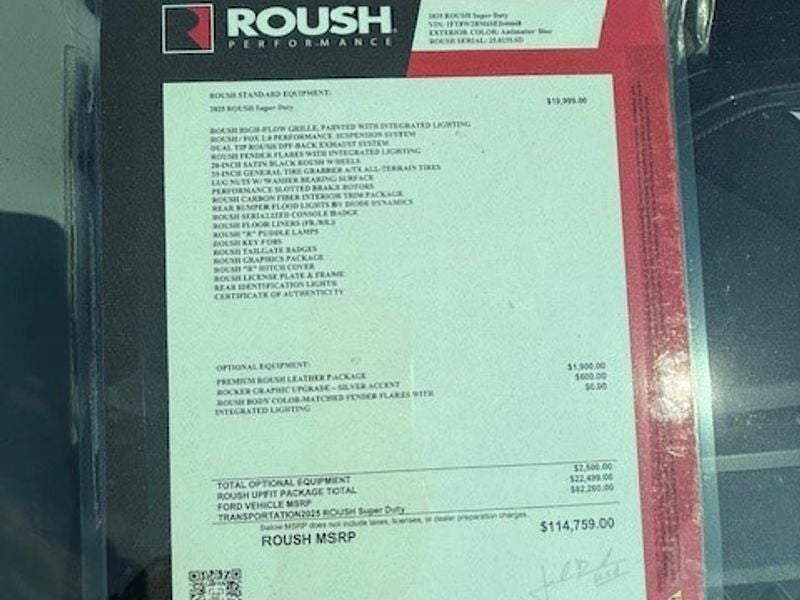 ROUSH
PERFORMANCE
2025 ROUSH Super Duty
EXTERIOR COLOR: Antimatter Blue
ROUSH STANDARD EQUIPMENT:
2025 ROUSH Super Duty $19,999.00
ROUSH HIGH-FLOW GRILLE, PAINTED WITH INTEGRATED LIGHTING
ROUSH / FOX 2.0 PERFORMANCE SUSPENSION SYSTEM
DUAL TIP ROUSH DPF-BACK EXHAUST SYSTEM
ROUSH FENDER FLARES WITH INTEGRATED LIGHTING
20-INCH SATIN BLACK ROUSH WHEELS
35-INCH GENERAL TIRE GRABBER A/TX ALL-TERRAIN TIRES
LUG NUTS W/ WASHER BEARING SURFACE
PERFORMANCE SLOTTED BRAKE ROTORS
ROUSH CARBON FIBER INTERIOR TRIM PACKAGE
REAR BUMPER FLOOD LIGHTS BY DIODE DYNAMICS
ROUSH SERIALIZED CONSOLE BADGE
ROUSH FLOOR LINERS (FR./RR.)
ROUSH "R" PUDDLE LAMPS
ROUSH KEY FOBS
ROUSH TAILGATE BADGES
ROUSH GRAPHICS PACKAGE
ROUSH "R" HITCH COVER
ROUSH LICENSE PLATE & FRAME
REAR IDENTIFICATION LIGHTS
CERTIFICATE OF AUTHENTICITY
OPTIONAL EQUIPMENT:
PREMIUM ROUSH LEATHER PACKAGE $1,900.00
ROCKER GRAPHIC UPGRADE - SILVER ACCENT $600.00
ROUSH BODY COLOR-MATCHED FENDER FLARES WITH $0.00
INTEGRATED LIGHTING
TOTAL OPTIONAL EQUIPMENT $2,500.00
ROUSH UPFIT PACKAGE TOTAL $22,499.00
FORD VEHICLE MSRP $92,260.00
TRANSPORTATION2025 ROUSH Super Duty
Below MSRP does not include taxes, licenses, or dealer preparation charges.
ROUSH MSRP $114,759.00